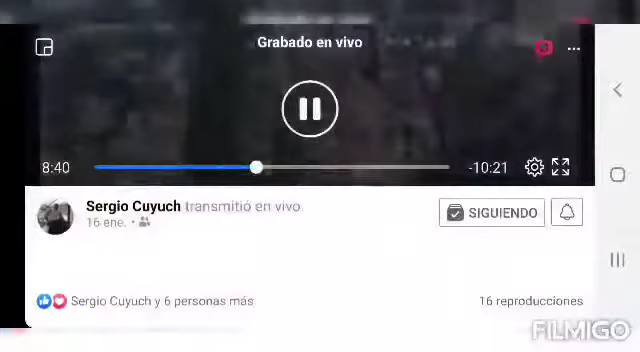 Grabado en vivo
8:40
-10:21
Sergio Cuyuch transmitió en vivo
16 ene. ·
SIGUIENDO
Sergio Cuyuch y 6 personas más
16 reproducciones
FILMIGO